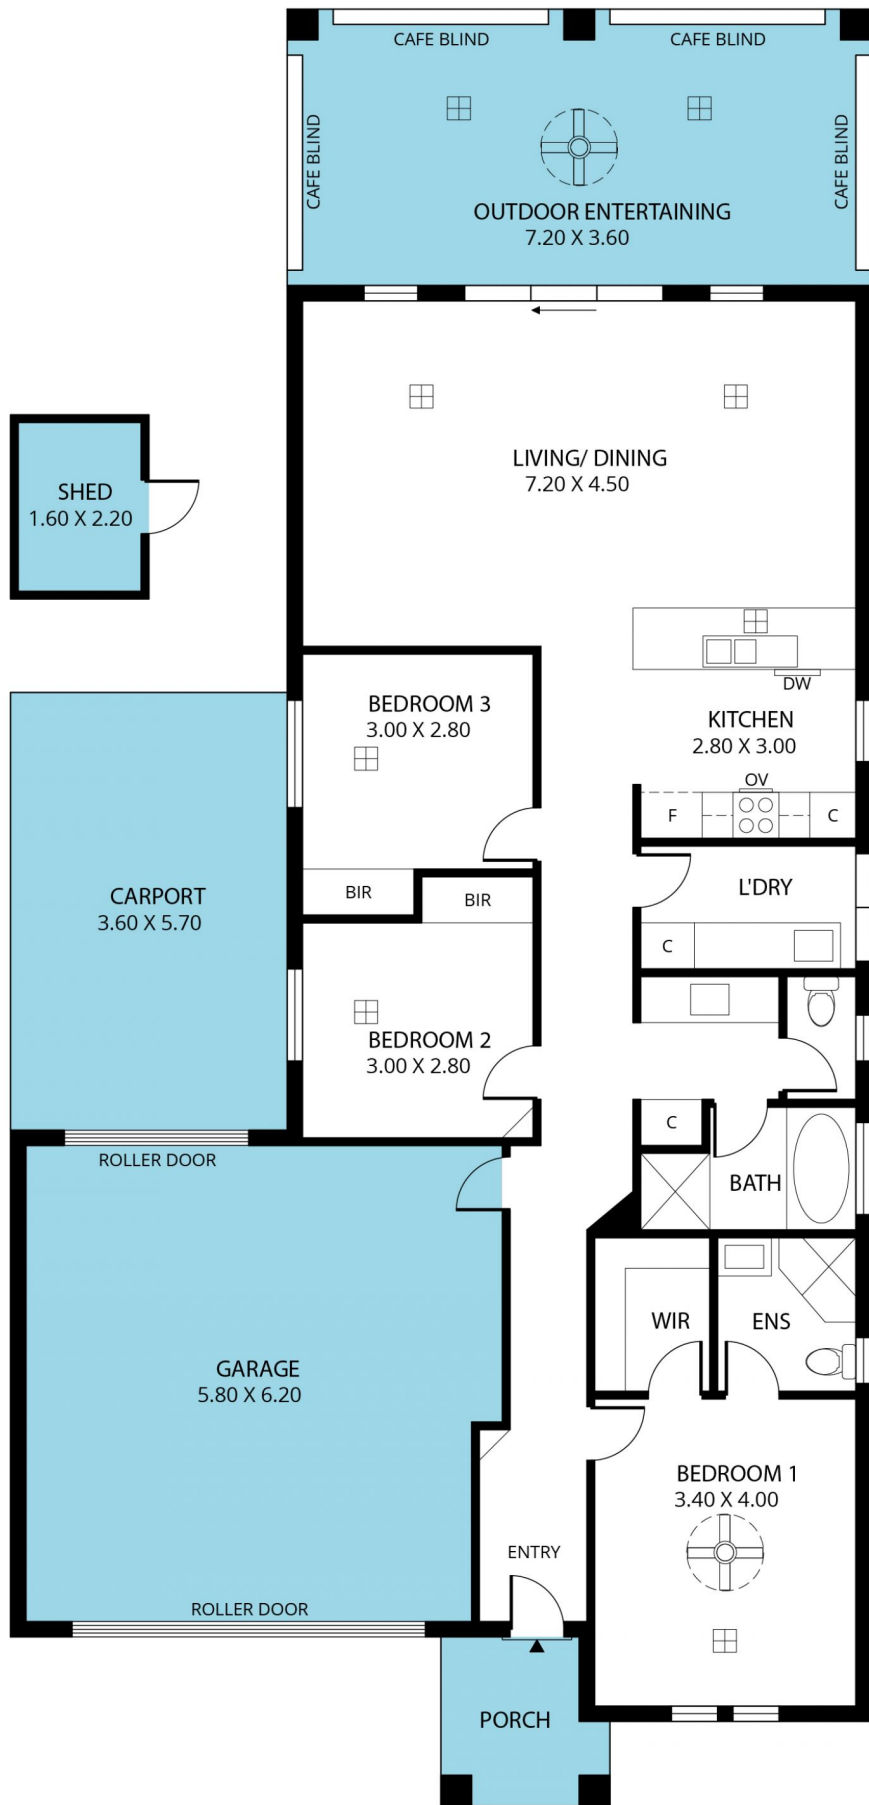 CAFE BLIND
CAFE BLIND
CAFE BLIND
CAFE BLIND
OUTDOOR ENTERTAINING
7.20 X 3.60
LIVING/ DINING
7.20 X 4.50
SHED
1.60 X 2.20
DW
BEDROOM 3
3.00 X 2.80
KITCHEN
2.80 X 3.00
OV
F
C
BIR
BIR
L'DRY
CARPORT
3.60 X 5.70
C
BEDROOM 2
3.00 X 2.80
C
ROLLER DOOR
BATH
WIR
ENS
GARAGE
5.80 X 6.20
BEDROOM 1
3.40 X 4.00
ENTRY
ROLLER DOOR
PORCH